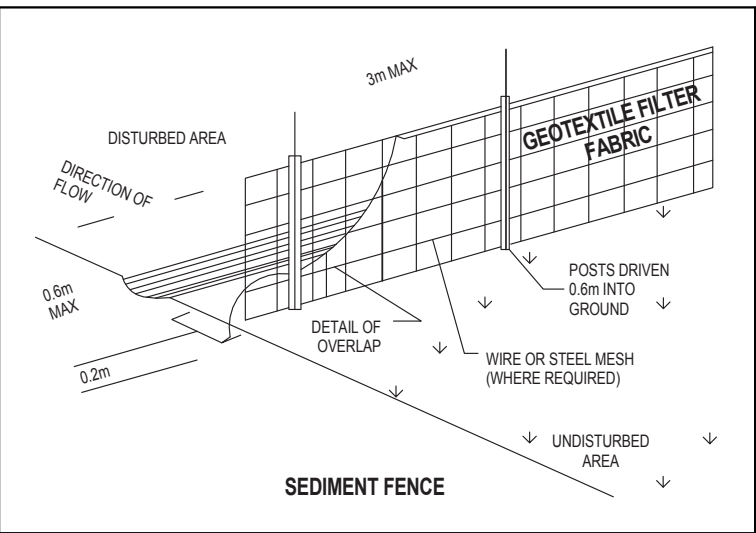 3m MAX
DISTURBED AREA
GEOTEXTILE FILTER
FABRIC
DIRECTION OF
FLOW
0.6m
MAX
POSTS DRIVEN
0.6m INTO
GROUND
DETAIL OF
OVERLAP
WIRE OR STEEL MESH
(WHERE REQUIRED)
0.2m
UNDISTURBED
AREA
SEDIMENT FENCE